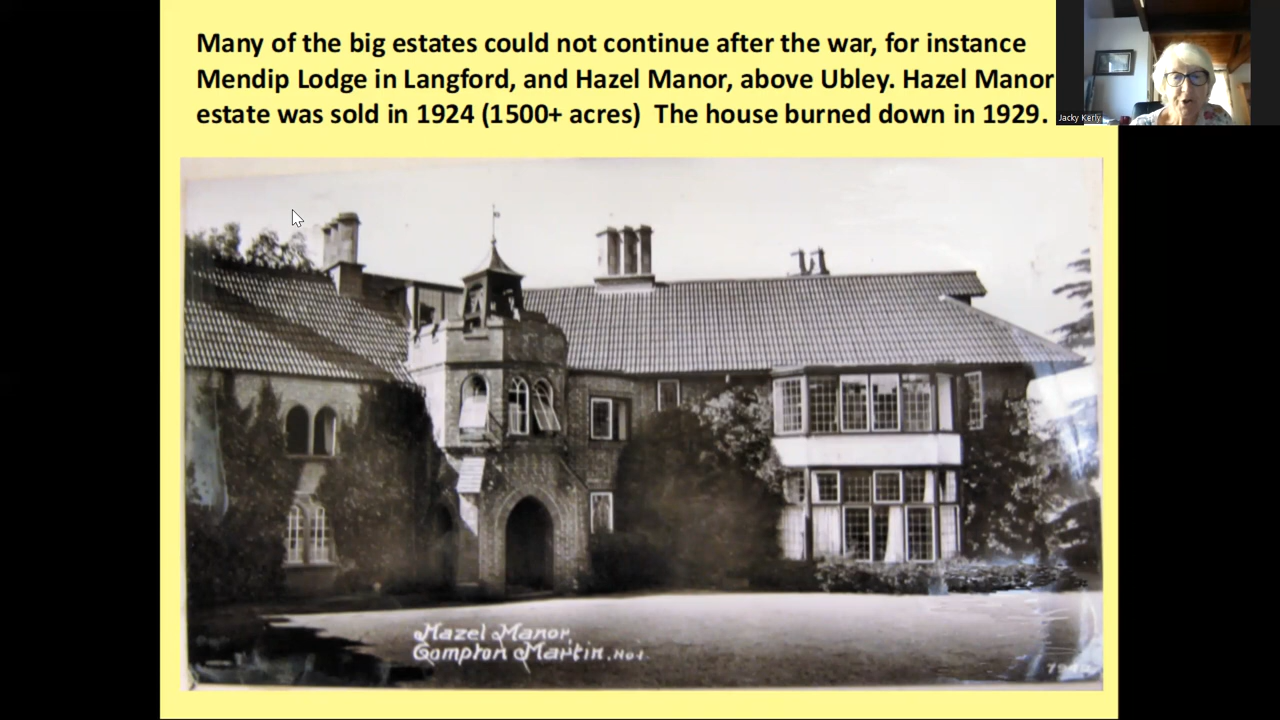 Many of the big estates could not continue after the war, for instance
Mendip Lodge in Langford, and Hazel Manor, above Ubley. Hazel Manor
estate was sold in 1924 (1500+ acres)  The house burned down in 1929.
Jacky Kerly
Hazel Manor,
Compton Martin. No 1.